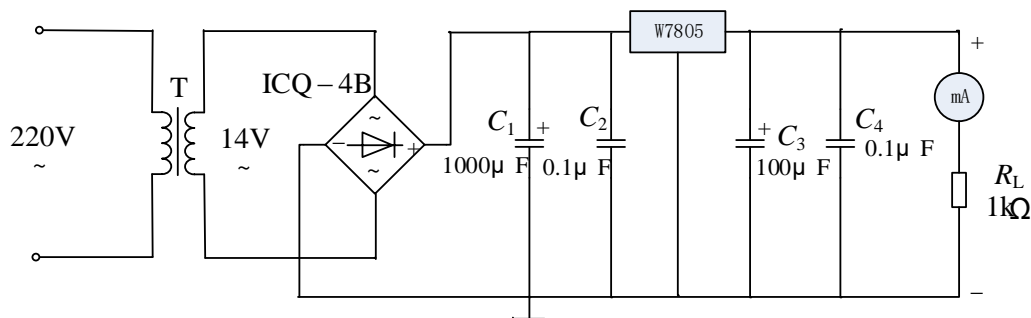 220V
~
T
14V
~
ICQ – 4B
~
−
+
~
C1
+
1000μ F
C2
0.1μ F
W7805
+
C3
100μ F
C4
0.1μ F
+
mA
RL
1kΩ
−